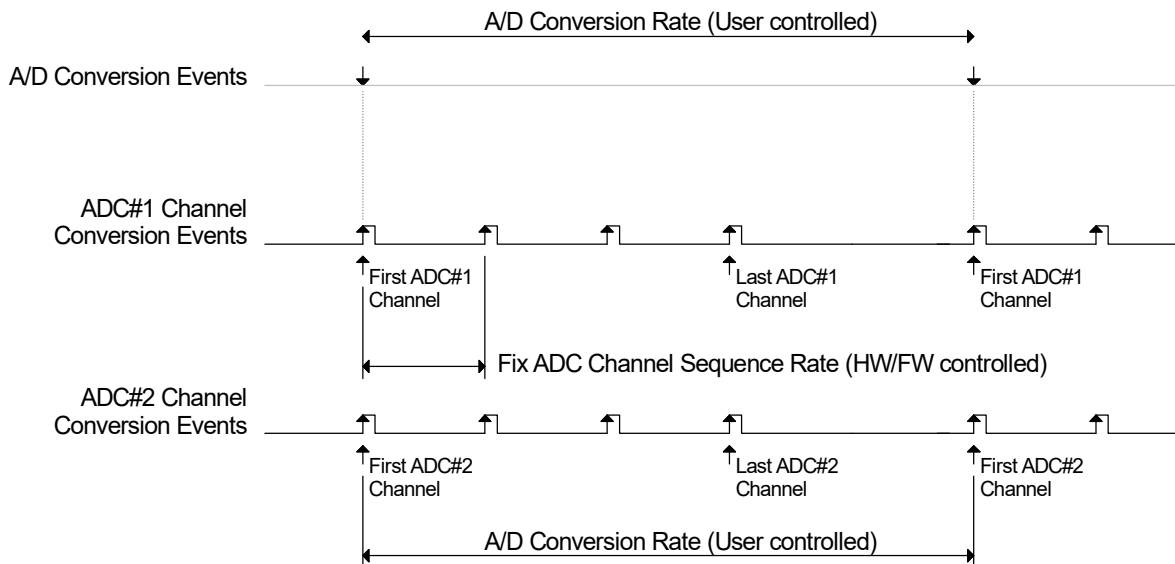 A/D Conversion Rate (User controlled)
A/D Conversion Events
ADC#1 Channel
Conversion Events
First ADC#1
Channel
Last ADC#1
Channel
First ADC#1
Channel
Fix ADC Channel Sequence Rate (HW/FW controlled)
ADC#2 Channel
Conversion Events
First ADC#2
Channel
Last ADC#2
Channel
First ADC#2
Channel
A/D Conversion Rate (User controlled)